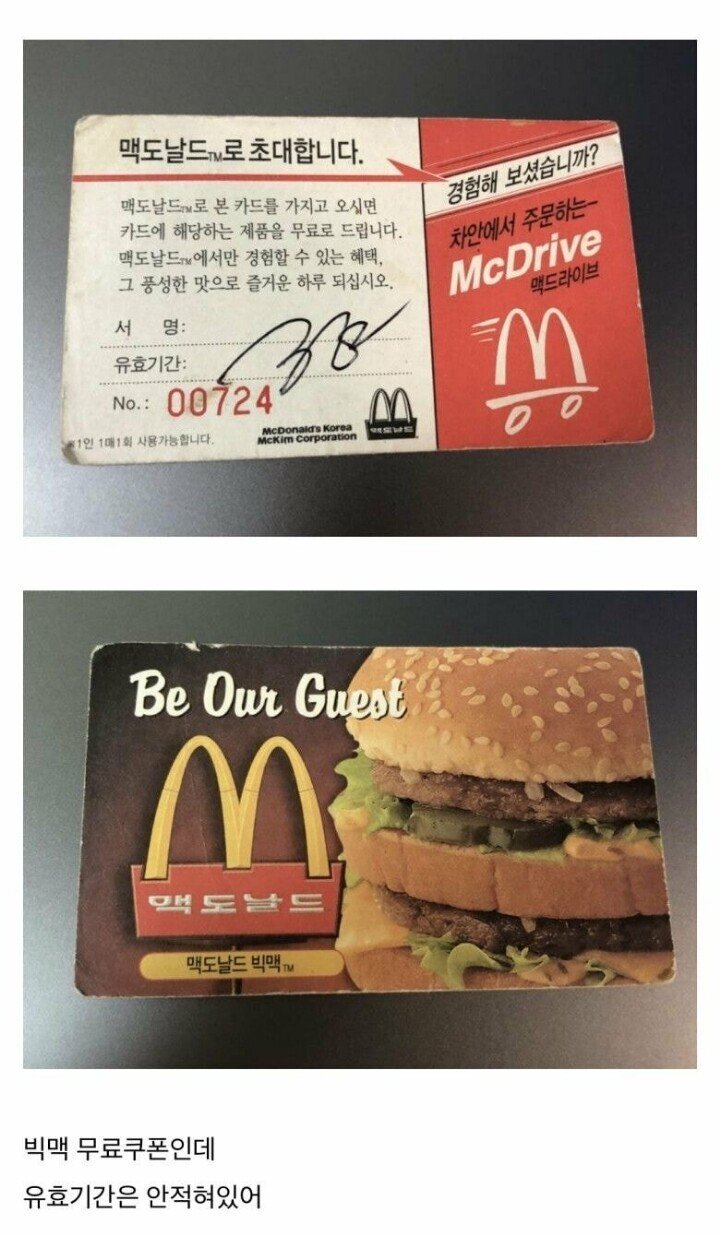 맥도날드TM로 초대합니다.
맥도날드TM로 본 카드를 가지고 오십면
카드에 해당하는 제품을 무료로 드립니다.
맥도날드TM에서만 경험할 수 있는 혜택,
그 풍성한 맛으로 즐거운 하루 되십시오.
서 명:
유효기간:
No.: 00724
※1인 1매1회 사용가능합니다.
McDonald's Korea
McKim Corporation
맥도날드
경험해 보셨습니까?
차안에서 주문하는
McDrive
맥드라이브
Be Our Guest
맥도날드
맥도날드 빅맥TM
빅맥 무료쿠폰인데
유효기간은 안적혀있어